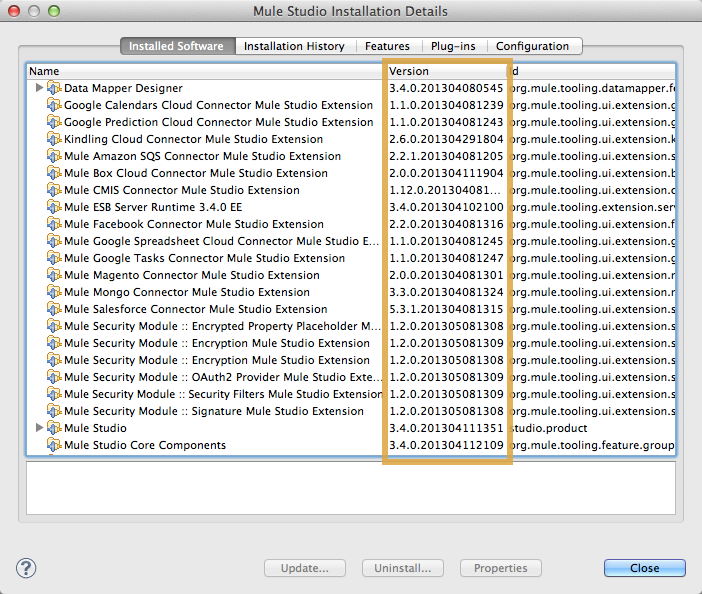 Mule Studio Installation Details
Installed Software Installation History Features Plug-ins Configuration
Name Version Id
Data Mapper Designer 3.4.0.201304080545 org.mule.tooling.datamapper.fe
Google Calendars Cloud Connector Mule Studio Extension 1.1.0.201304081239 org.mule.tooling.ui.extension.g
Google Prediction Cloud Connector Mule Studio Extension 1.1.0.201304081243 org.mule.tooling.ui.extension.g
Kindling Cloud Connector Mule Studio Extension 2.6.0.201304291804 org.mule.tooling.ui.extension.k
Mule Amazon SQS Connector Mule Studio Extension 2.2.1.201304081205 org.mule.tooling.ui.extension.s
Mule Box Cloud Connector Mule Studio Extension 2.0.0.201304111904 org.mule.tooling.ui.extension.b
Mule CMIS Connector Mule Studio Extension 1.12.0.201304081... org.mule.tooling.ui.extension.c
Mule ESB Server Runtime 3.4.0 EE 3.4.0.201304102100 org.mule.tooling.extension.serv
Mule Facebook Connector Mule Studio Extension 2.2.0.201304081316 org.mule.tooling.ui.extension.f
Mule Google Spreadsheet Cloud Connector Mule Studio E... 1.1.0.201304081245 org.mule.tooling.ui.extension.g
Mule Google Tasks Connector Mule Studio Extension 1.1.0.201304081247 org.mule.tooling.ui.extension.g
Mule Magento Connector Mule Studio Extension 2.0.0.201304081301 org.mule.tooling.ui.extension.m
Mule Mongo Connector Mule Studio Extension 3.3.0.201304081324 org.mule.tooling.ui.extension.m
Mule Salesforce Connector Mule Studio Extension 5.3.1.201304081315 org.mule.tooling.ui.extension.s
Mule Security Module :: Encrypted Property Placeholder M... 1.2.0.201305081308 org.mule.tooling.ui.extension.s
Mule Security Module :: Encryption Mule Studio Extension 1.2.0.201305081309 org.mule.tooling.ui.extension.s
Mule Security Module :: Encryption Mule Studio Extension 1.2.0.201305081308 org.mule.tooling.ui.extension.s
Mule Security Module :: OAuth2 Provider Mule Studio Exte... 1.2.0.201305081309 org.mule.tooling.ui.extension.s
Mule Security Module :: Security Filters Mule Studio Extension 1.2.0.201305081309 org.mule.tooling.ui.extension.s
Mule Security Module :: Signature Mule Studio Extension 1.2.0.201305081308 org.mule.tooling.ui.extension.s
Mule Studio 3.4.0.201304111351 studio.product
Mule Studio Core Components 3.4.0.201304112109 org.mule.tooling.feature.group
? Update... Uninstall... Properties Close